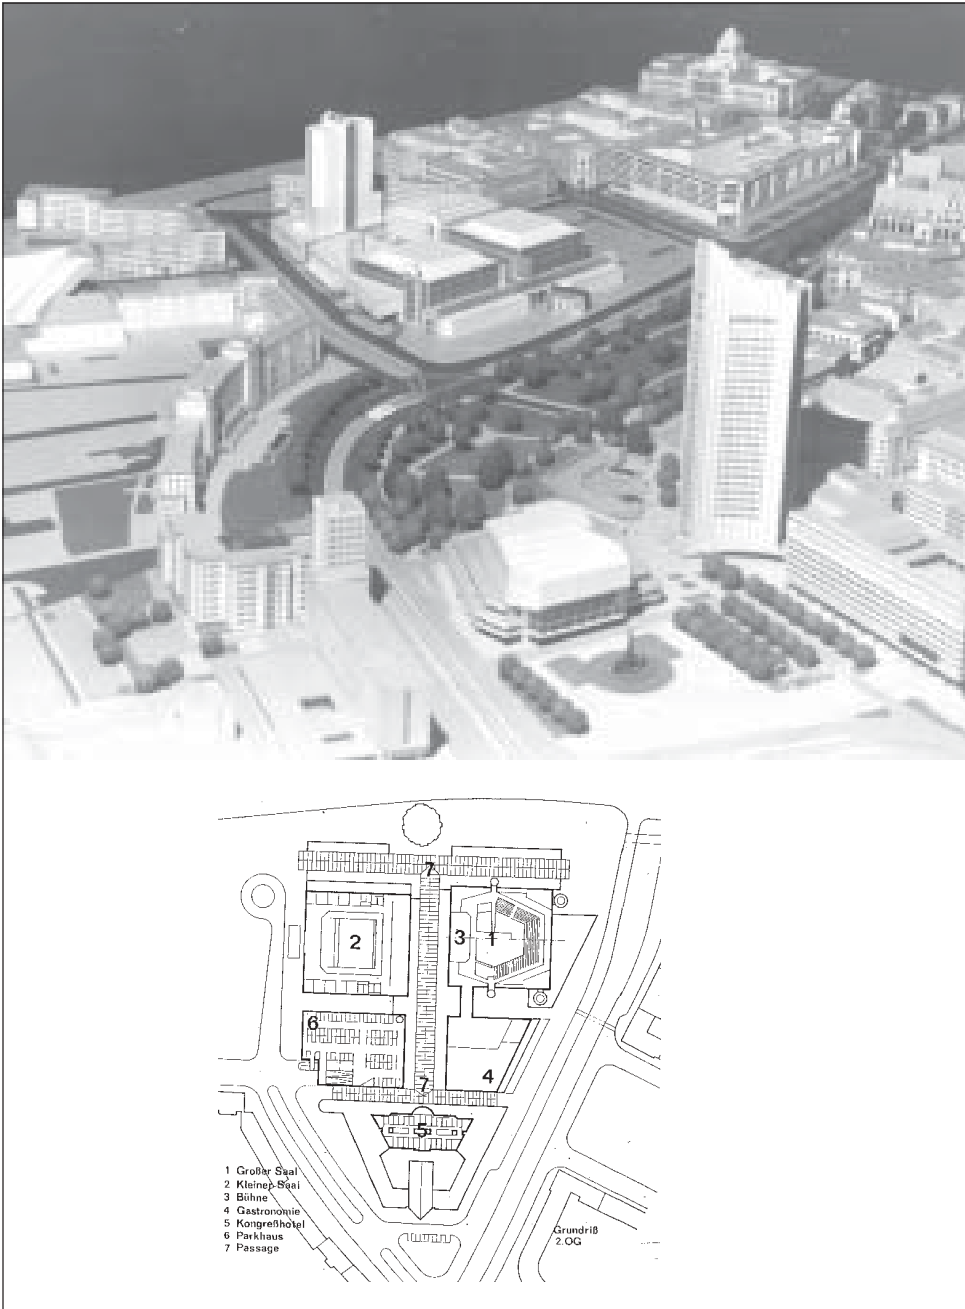 7
2
3
1
6
4
7
5
1 Großer Saal
2 Kleiner Saal
3 Bühne
4 Gastronomie
5 Kongreßhotel
6 Parkhaus
7 Passage
Grundriß
2.OG